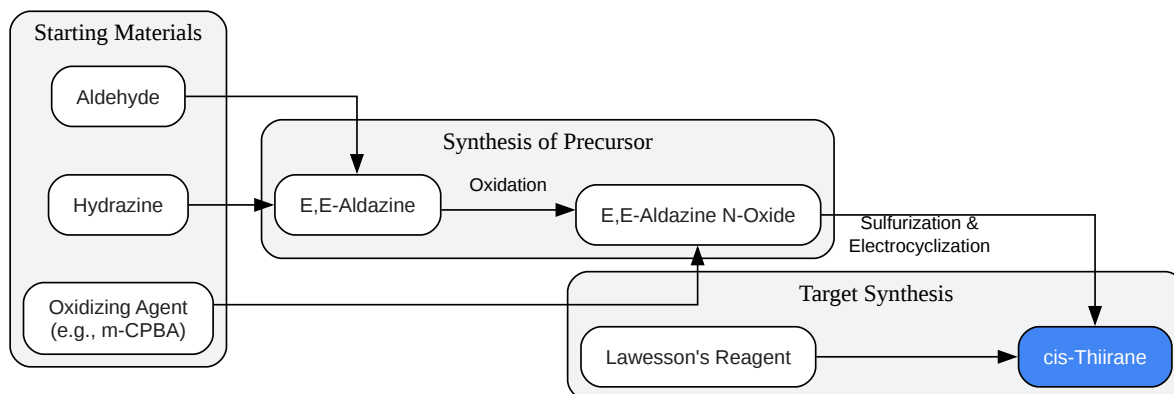 Starting Materials
Aldehyde
Hydrazine
Oxidizing Agent
(e.g., m-CPBA)
Synthesis of Precursor
E,E-Aldazine
Oxidation
E,E-Aldazine N-Oxide
Sulfurization &
Electrocyclization
Target Synthesis
Lawesson's Reagent
cis-Thiirane